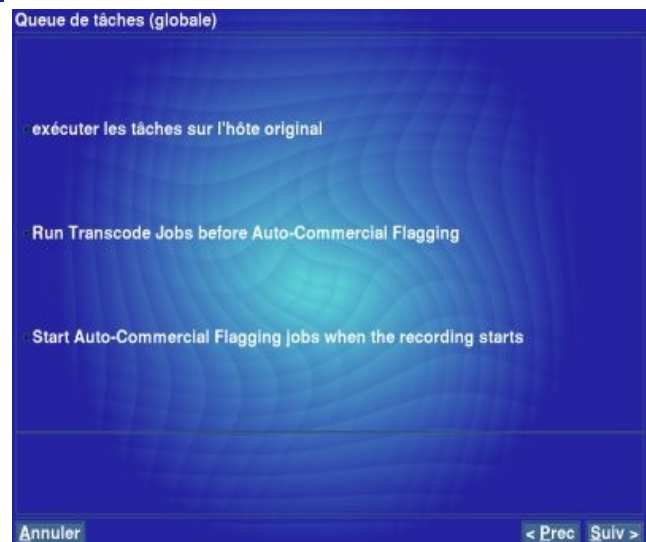 Queue de tâches (globale)
exécuter les tâches sur l'hôte original
Run Transcode Jobs before Auto-Commercial Flagging
Start Auto-Commercial Flagging jobs when the recording starts
Annuler < Prec Suiv >